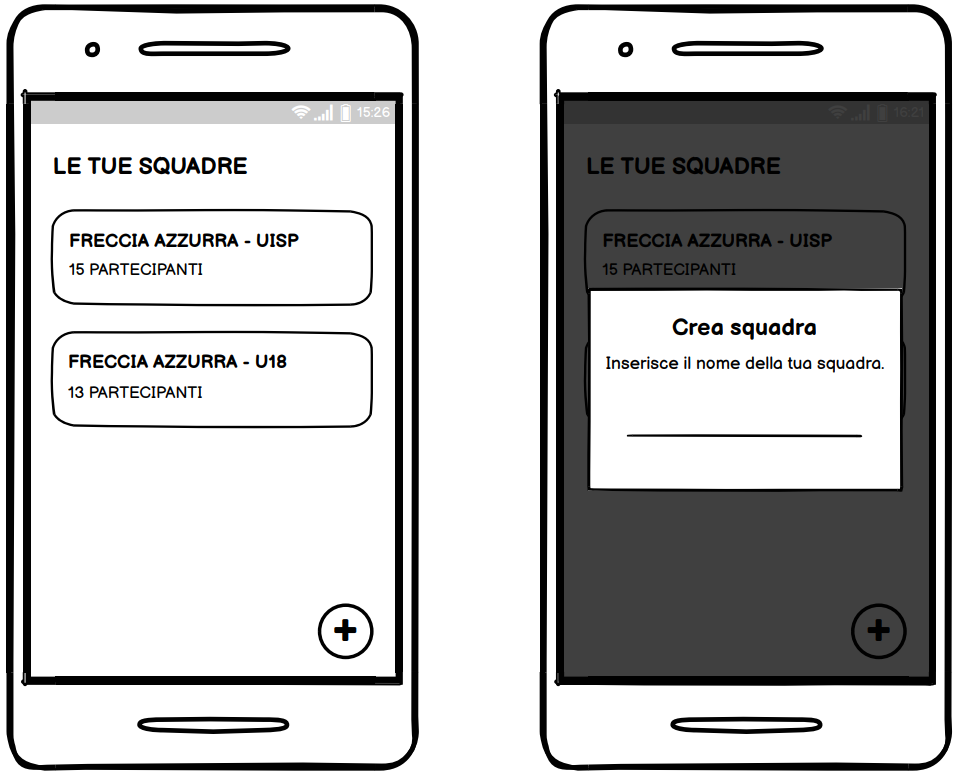 15:26
LE TUE SQUADRE
FRECCIA AZZURRA - UISP
15 PARTECIPANTI
FRECCIA AZZURRA - U18
13 PARTECIPANTI
16:21
LE TUE SQUADRE
FRECCIA AZZURRA - UISP
15 PARTECIPANTI
Crea squadra
Inserisce il nome della tua squadra.